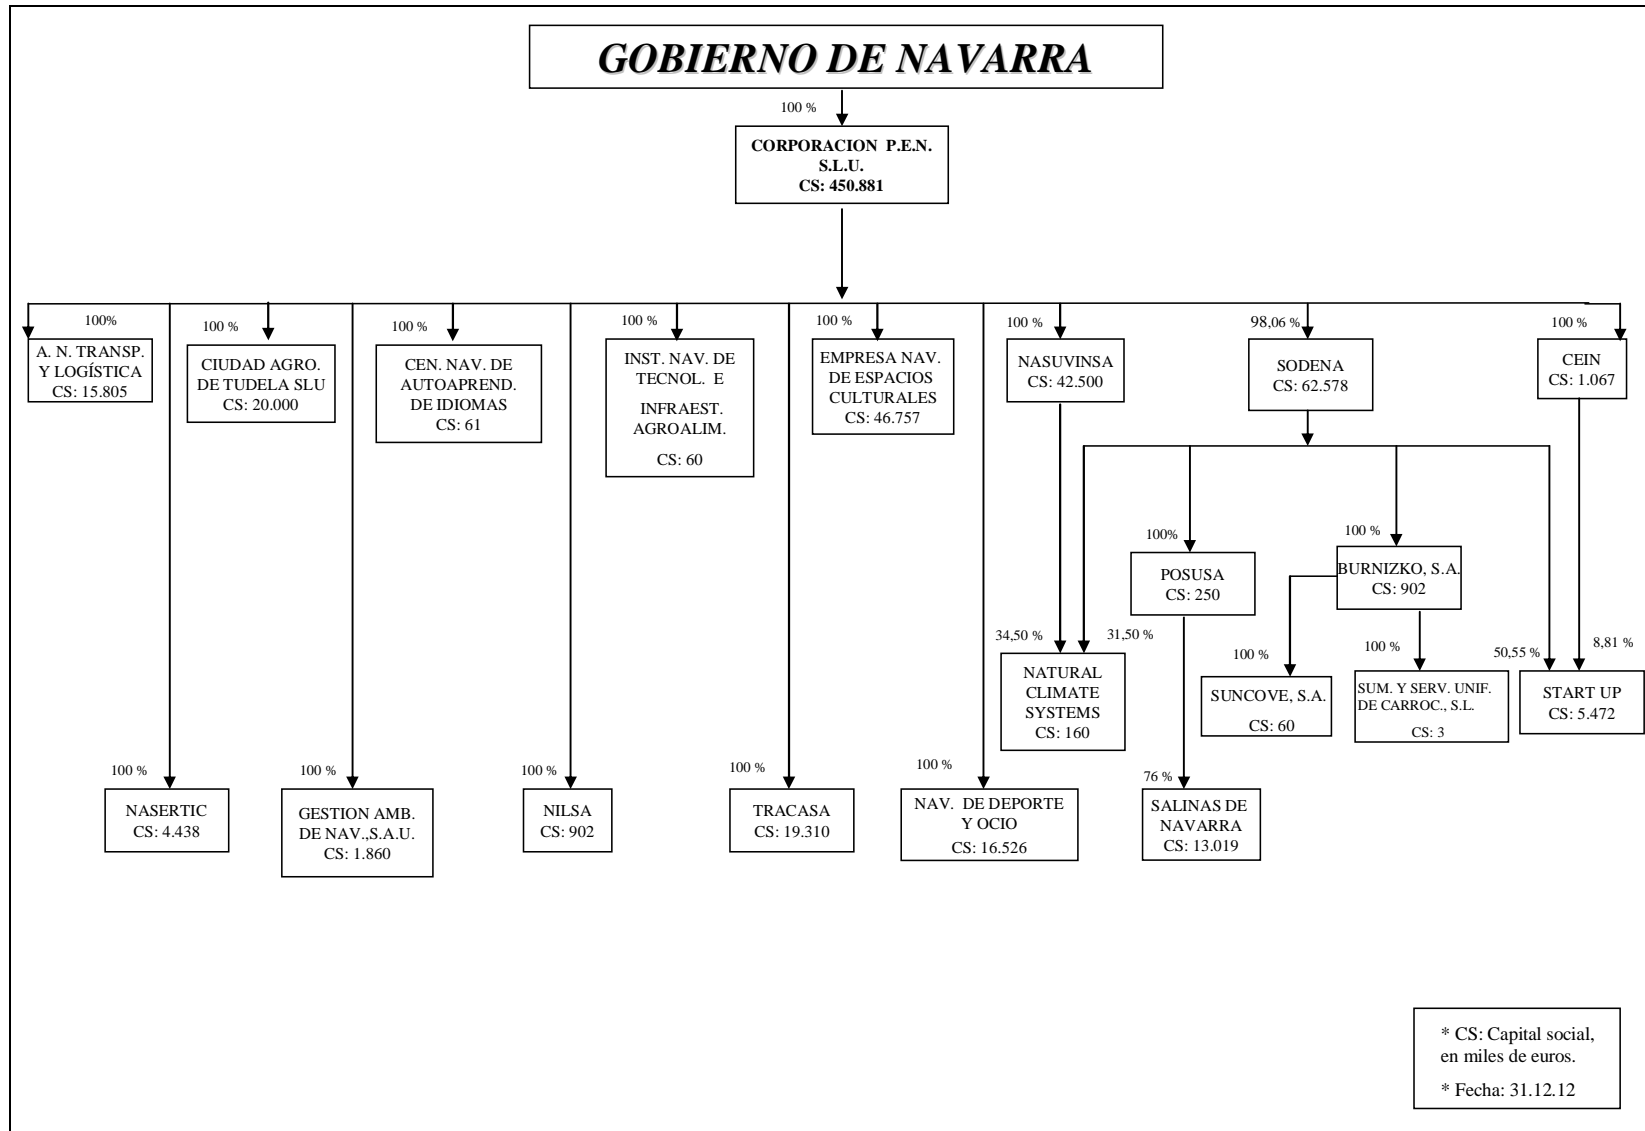 GOBIERNO DE NAVARRA
100 %
CORPORACION P.E.N.
S.L.U.
CS: 450.881
100%
A. N. TRANSP.
Y LOGÍSTICA
CS: 15.805
100 %
CIUDAD AGRO.
DE TUDELA SLU
CS: 20.000
100 %
CEN. NAV. DE
AUTOAPREND.
DE IDIOMAS
CS: 61
100 %
INST. NAV. DE
TECNOL. E
INFRAEST.
AGROALIM.
CS: 60
100 %
EMPRESA NAV.
DE ESPACIOS
CULTURALES
CS: 46.757
100 %
NASUVINSA
CS: 42.500
98,06 %
SODENA
CS: 62.578
100 %
CEIN
CS: 1.067
100%
POSUSA
CS: 250
100 %
BURNIZKO, S.A.
CS: 902
34,50 %
31,50 %
NATURAL
CLIMATE
SYSTEMS
CS: 160
100 %
SUNCOVE, S.A.
CS: 60
100 %
SUM. Y SERV. UNIF.
DE CARROC., S.L.
CS: 3
50,55 %
8,81 %
START UP
CS: 5.472
100 %
NASERTIC
CS: 4.438
100 %
GESTION AMB.
DE NAV.,S.A.U.
CS: 1.860
100 %
NILSA
CS: 902
100 %
TRACASA
CS: 19.310
100 %
NAV. DE DEPORTE
Y OCIO
CS: 16.526
76 %
SALINAS DE
NAVARRA
CS: 13.019
* CS: Capital social,
en miles de euros.
* Fecha: 31.12.12